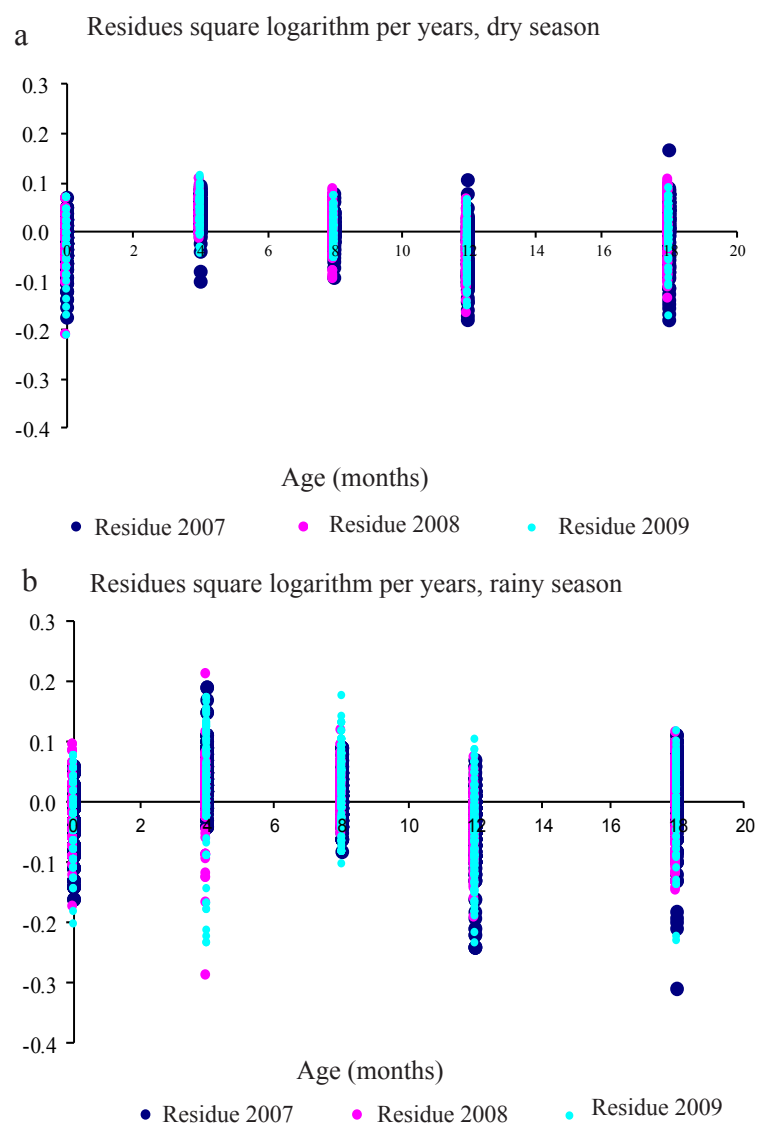 a
Residues square logarithm per years, dry season
0.3
0.2
0.1
0.0
0 2 4 6 8 10 12 14 16 18 20
-0.1
-0.2
-0.3
-0.4
Age (months)
Residue 2007 Residue 2008 Residue 2009
b
Residues square logarithm per years, rainy season
0.3
0.2
0.1
0.0
0 2 4 6 8 10 12 14 16 18 20
-0.1
-0.2
-0.3
-0.4
Age (months)
Residue 2007 Residue 2008 Residue 2009